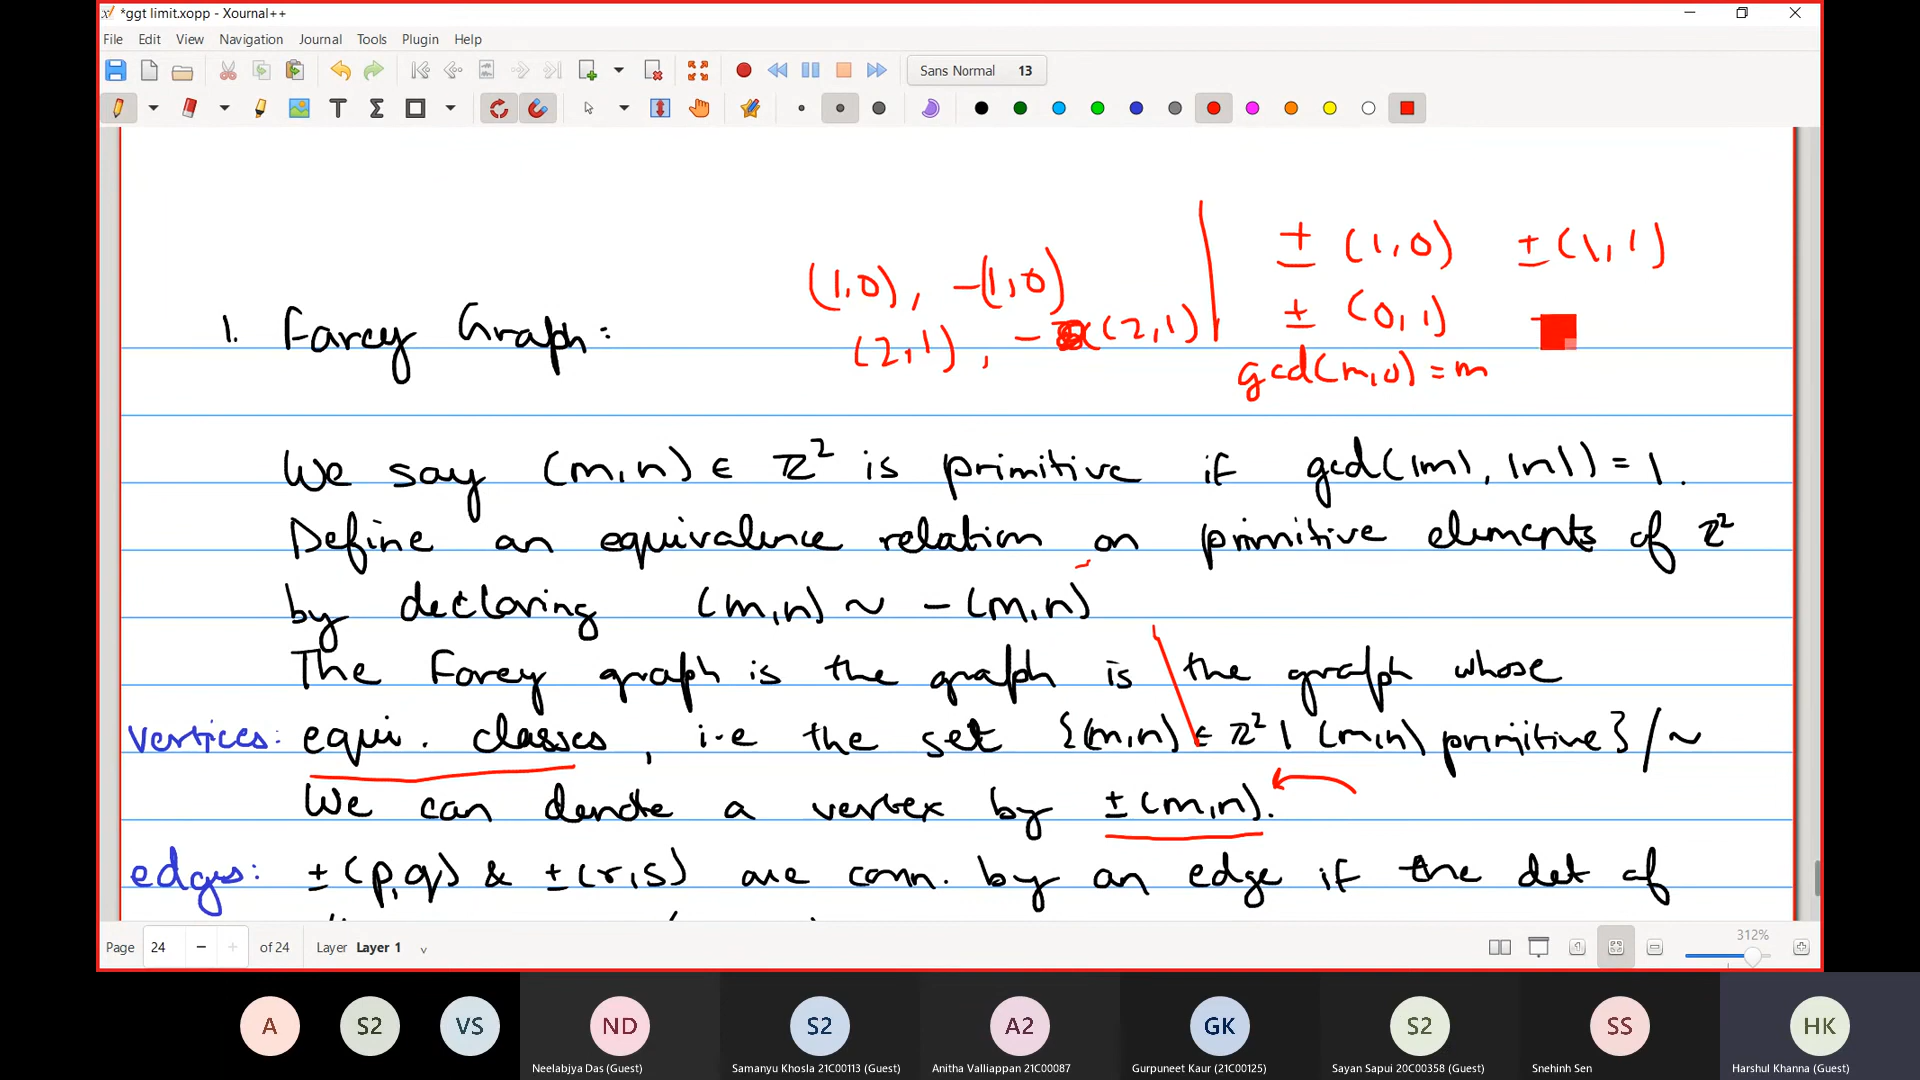 *ggt limit.xopp - Xournal++
File Edit View Navigation Journal Tools Plugin Help
Sans Normal 13
(1,0), -(1,0)
(2,1), - (2,1)
± (1,0) ± (1,1)
± (0,1)
gcd(m,0) = m
1. Farey Graph:
We say (m,n) ∈ ℤ² is primitive if gcd(|m|, |n|) = 1.
Define an equivalence relation on primitive elements of ℤ²
by declaring (m,n) ~ -(m,n)
The Farey graph is the graph is the graph whose
vertices: equi. classes, i.e the set {(m,n) ∈ ℤ² | (m,n) primitive} / ~
We can denote a vertex by ±(m,n).
edges: ±(p,q) & ±(r,s) are conn. by an edge if the det of
Page 24 of 24 Layer Layer 1 312%
A S2 VS ND S2 A2 GK S2 SS HK
Neelabjya Das (Guest) Samanyu Khosla 21C00113 (Guest) Anitha Valliappan 21C00087 Gurpuneet Kaur (21C00125) Sayan Sapui 20C00358 (Guest) Snehinh Sen Harshul Khanna (Guest)